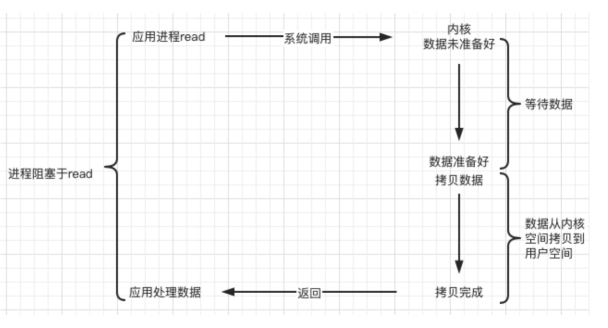 应用进程read
系统调用
内核
数据未准备好
等待数据
数据准备好
拷贝数据
进程阻塞于read
数据从内核
空间拷贝到
用户空间
应用处理数据
返回
拷贝完成